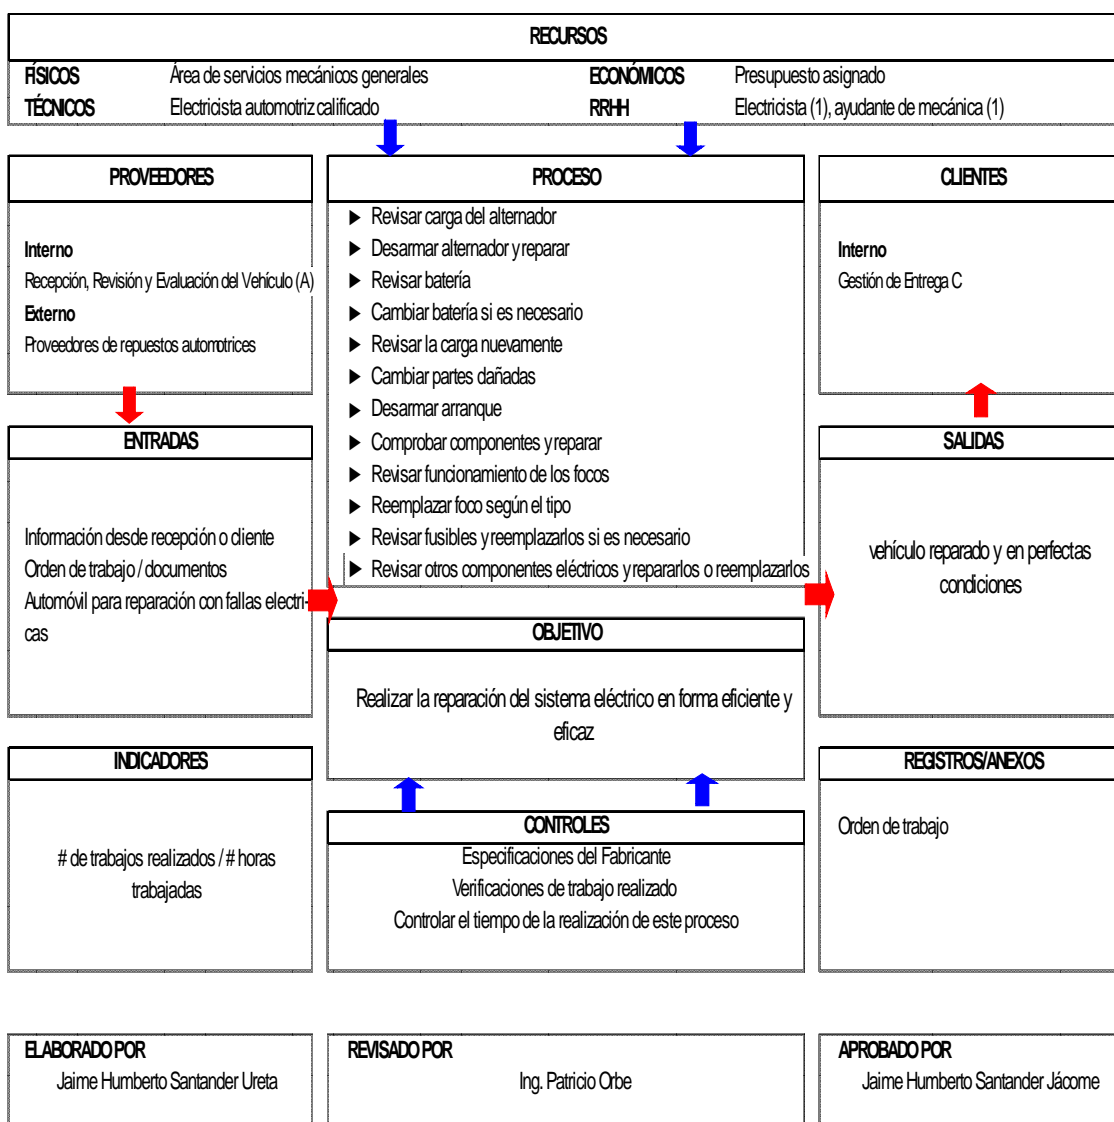 RECURSOS
FÍSICOS Área de servicios mecánicos generales ECONÓMICOS Presupuesto asignado
TÉCNICOS Electricista automotriz calificado RRHH Electricista (1), ayudante de mecánica (1)
PROVEEDORES
Interno
Recepción, Revisión y Evaluación del Vehículo (A)
Externo
Proveedores de repuestos automotrices
PROCESO
▶ Revisar carga del alternador
▶ Desarmar alternador y reparar
▶ Revisar batería
▶ Cambiar batería si es necesario
▶ Revisar la carga nuevamente
▶ Cambiar partes dañadas
▶ Desarmar arranque
▶ Comprobar componentes y reparar
▶ Revisar funcionamiento de los focos
▶ Reemplazar foco según el tipo
▶ Revisar fusibles y reemplazarlos si es necesario
▶ Revisar otros componentes eléctricos y repararlos o reemplazarlos
CLIENTES
Interno
Gestión de Entrega C
ENTRADAS
Información desde recepción o cliente
Orden de trabajo / documentos
Automóvil para reparación con fallas electri-
cas
SALIDAS
vehículo reparado y en perfectas
condiciones
OBJETIVO
Realizar la reparación del sistema eléctrico en forma eficiente y
eficaz
INDICADORES
# de trabajos realizados / # horas
trabajadas
CONTROLES
Especificaciones del Fabricante
Verificaciones de trabajo realizado
Controlar el tiempo de la realización de este proceso
REGISTROS/ANEXOS
Orden de trabajo
ELABORADO POR
Jaime Humberto Santander Ureta
REVISADO POR
Ing. Patricio Orbe
APROBADO POR
Jaime Humberto Santander Jácome